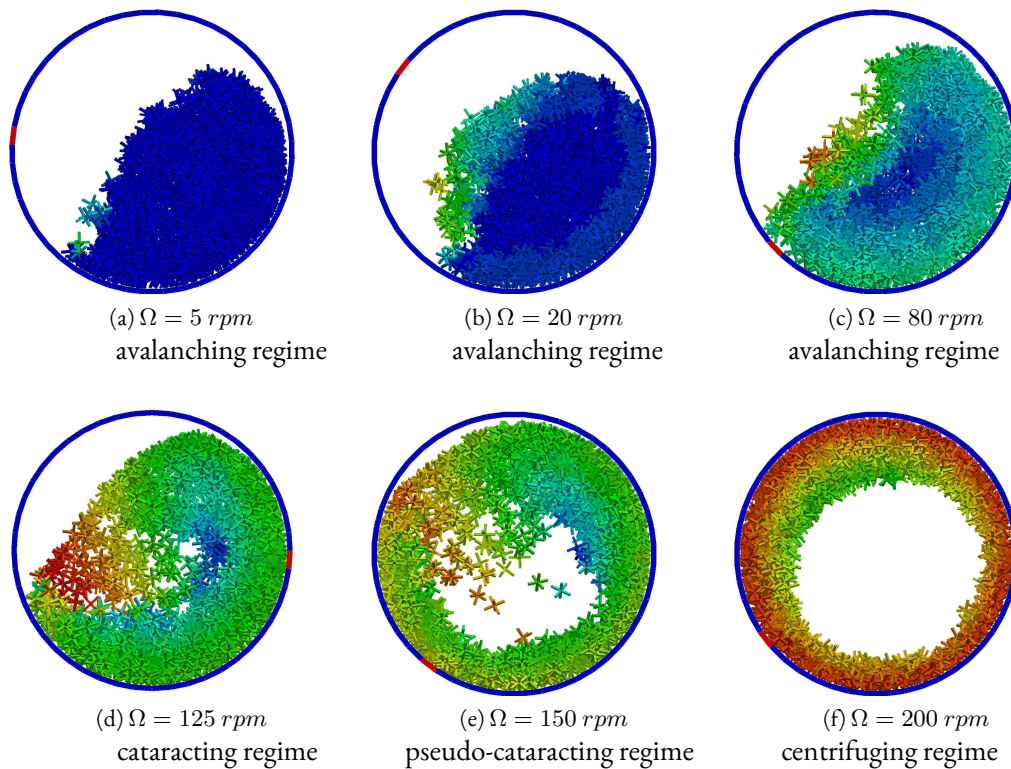 (a) Ω = 5 rpm
avalanching regime
(b) Ω = 20 rpm
avalanching regime
(c) Ω = 80 rpm
avalanching regime
(d) Ω = 125 rpm
cataracting regime
(e) Ω = 150 rpm
pseudo-cataracting regime
(f) Ω = 200 rpm
centrifuging regime